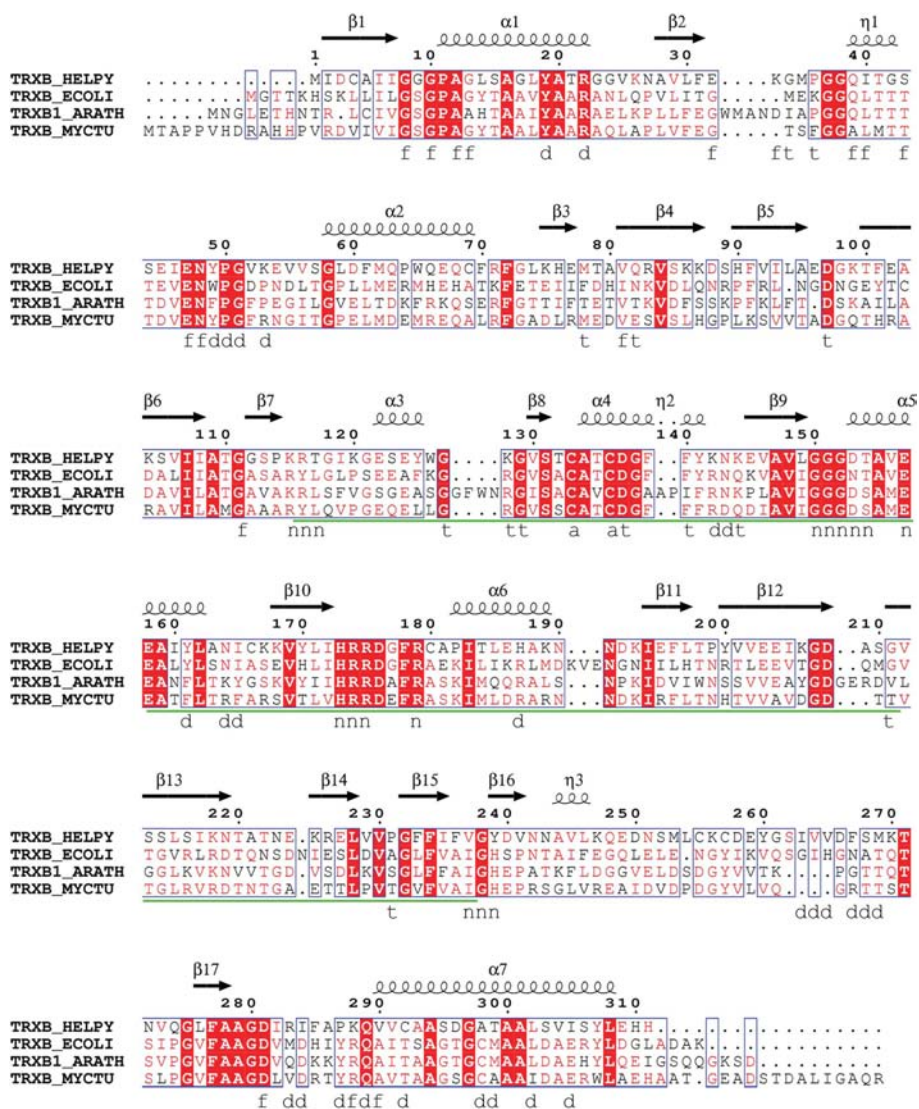 β1 α1 β2 η1
1 10 20 30 40
TRXB_HELPY ..............MIDCAIIGGGPAGLSAGLYATRGGVKNAVLFE....KGMPGGQITGS
TRXB_ECOLI ........MGTTKHSKLLILGSGPAGYTAAVYAARANLQPVLITG....MEKGGQLTTT
TRXB1_ARATH .....MNGLETHNTR.LCIVGSGPAAHTAAIYAARAELKPLLFEGWMANDIAPGGQLTTT
TRXB_MYCTU MTAPPVHDRAHHPVRDVIVIGSGPAGYTAALYAARAQLAPLVFEG....TSFGGALMTT
f f ff d d f ft t ff f
α2 β3 β4 β5
50 60 70 80 90 100
TRXB_HELPY SEIENYPGVKEVVSGLDFMQPWQEQCFRFGLKHEMTAVQRVSKKDSHFVILAEDGKTFEA
TRXB_ECOLI TEVENWPGDPNDLTGPLLMERMHEHATKFETEIIFDHINKVDLQNRPFRL.NGDNGEYTC
TRXB1_ARATH TDVENFPGFPEGILGVELTDKFRKQSERFGTTIFTETVTKVDFSSKPFKLFT.DSKAILA
TRXB_MYCTU TDVENYPGFRNGITGPELMDEMREQALRFGADLRMEDVESVSLHGPLKSVVTADGQTHRA
ffdddd d t ft t
β6 β7 α3 β8 α4 η2 β9 α5
110 120 130 140 150
TRXB_HELPY KSVIIATGGSPKRTGIKGESEYWG....KGVSTCATCDGF..FYKNKEVAVLGGGDTAVE
TRXB_ECOLI DALIIATGASARYLGLPSEEAFKG....RGVSACATCDGF..FYRNQKVAVIGGGNTAVE
TRXB1_ARATH DAVILATGAVAKRLSFVGSGEASGGFWNRGISACAVCDGAAPIFRNKPLAVIGGGDSAME
TRXB_MYCTU RAVILAMGAAARYLQVPGEQELLG....RGVSSCATCDGF..FFRDQDIAVIGGGDSAME
f nnn t tt a at t ddt nnnnn n
β10 α6 β11 β12
160 170 180 190 200 210
TRXB_HELPY EAIYLANICKKVYLIHRRDGFRCAPITLEHAKN...NDKIEFLTPYVVEEIKGD..ASGV
TRXB_ECOLI EALYLSNIASEVHLIHRRDGFRAEKILIKRLMDKVENGNIILHTNRTLEEVTGD..QMGV
TRXB1_ARATH EANFLTKYGSKVYIIHRRDEFRASKIMQQRALS...NPKIDVIWNSSVVEAYGDGERDVL
TRXB_MYCTU EATFLTRFARSVTLVHRRDEFRASKIMLDRARN...NDKIRFLTNHTVVAVDGD...TTV
d dd nnn n d t
β13 β14 β15 β16 η3
220 230 240 250 260 270
TRXB_HELPY SSLSIKNTATNE.KRELVVPGFFIFVGYDVNNAVLKQEDNSMLCKCDEYGSIVVDFSMKT
TRXB_ECOLI TGVRLRDTQNSDNIESLDVAGLFVAIGHSPNTAIFEGQLELE.NGYIKVQSGIHGNATQT
TRXB1_ARATH GGLKVKNVVTGD.VSDLKVSGLFFAIGHEPATKFLDGGVELDSDGYVVTK....PGTTQT
TRXB_MYCTU TGLRVRDTNTGA.ETTLPVTGVFVAIGHEPRSGLVREAIDVDPDGYVLVQ....GRTTST
t nnn ddd ddd
β17 α7
280 290 300 310
TRXB_HELPY NVQGLFAAGDIRIFAPKQVVCAASDGATAALSVISYLEHH...................
TRXB_ECOLI SIPGVFAAGDVMDHIYRQAITSAGTGCMAALDAERYLDGLADAK...............
TRXB1_ARATH SVPGVFAAGDVQDKKYRQAITAAGTGCMAALDAEHYLQEIGSQQGKSD...........
TRXB_MYCTU SLPGVFAAGDLVDRTYRQAVTAAGSGCAAAIDAERWLAEHAAT.GEADSTDALIGAQR
f dd dfdf d dd d d